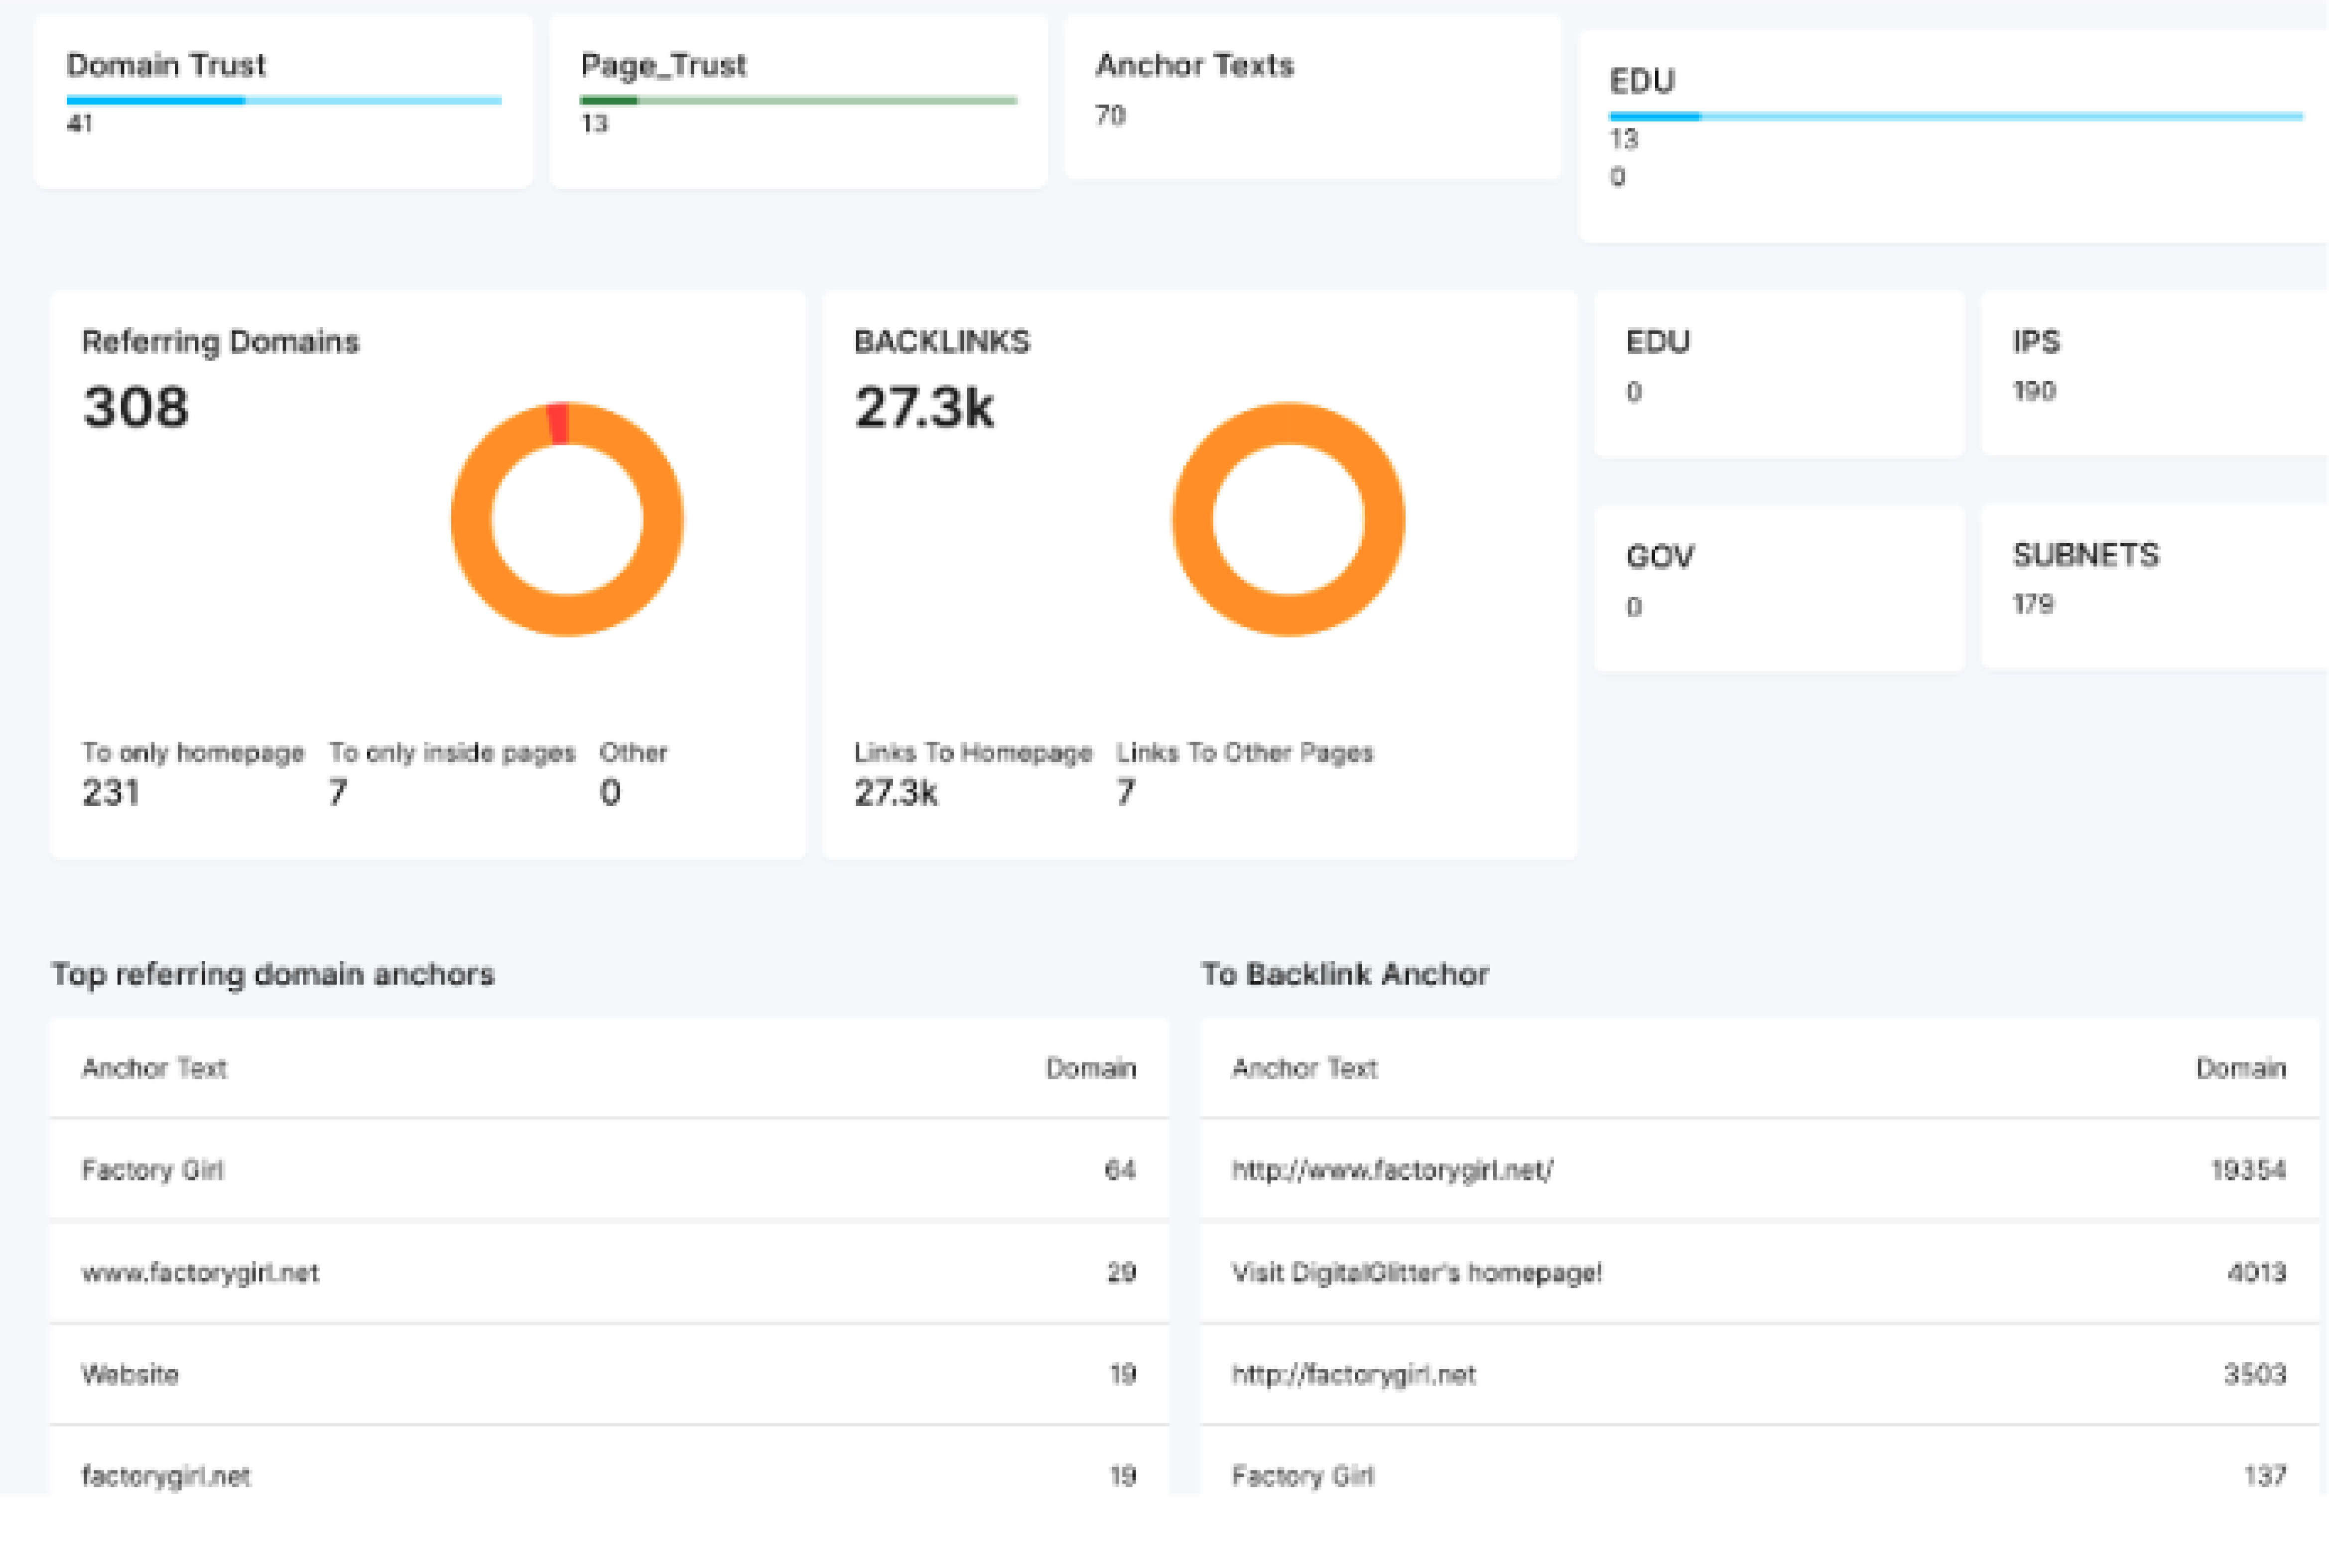 Domain Trust
41
Page_Trust
13
Anchor Texts
70
EDU
13
0
Referring Domains
308
To only homepage To only inside pages Other
231 7 0
BACKLINKS
27.3k
Links To Homepage Links To Other Pages
27.3k 7
EDU
0
IPS
190
GOV
0
SUBNETS
179
Top referring domain anchors
Anchor Text Domain
Factory Girl 64
www.factorygirl.net 29
Website 19
factorygirl.net 19
To Backlink Anchor
Anchor Text Domain
http://www.factorygirl.net/ 19354
Visit DigitalGlitter's homepage! 4013
http://factorygirl.net 3503
Factory Girl 137